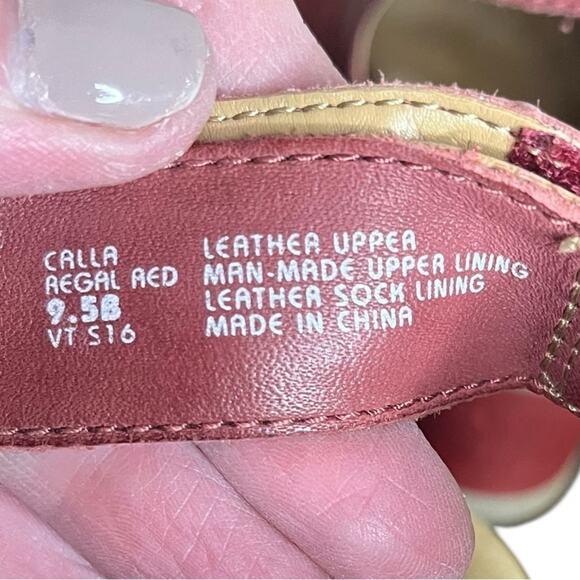 CALLA
REGAL RED
9.5B
VT S16
LEATHER UPPER
MAN-MADE UPPER LINING
LEATHER SOCK LINING
MADE IN CHINA